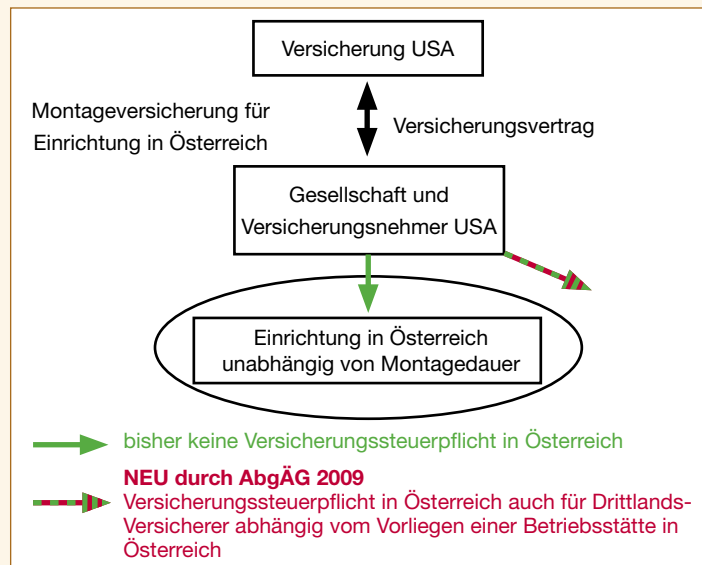 Versicherung USA
Montageversicherung für
Einrichtung in Österreich
Versicherungsvertrag
Gesellschaft und
Versicherungsnehmer USA
Einrichtung in Österreich
unabhängig von Montagedauer
bisher keine Versicherungssteuerpflicht in Österreich
NEU durch AbgÄG 2009
Versicherungssteuerpflicht in Österreich auch für Drittlands-
Versicherer abhängig vom Vorliegen einer Betriebsstätte in
Österreich